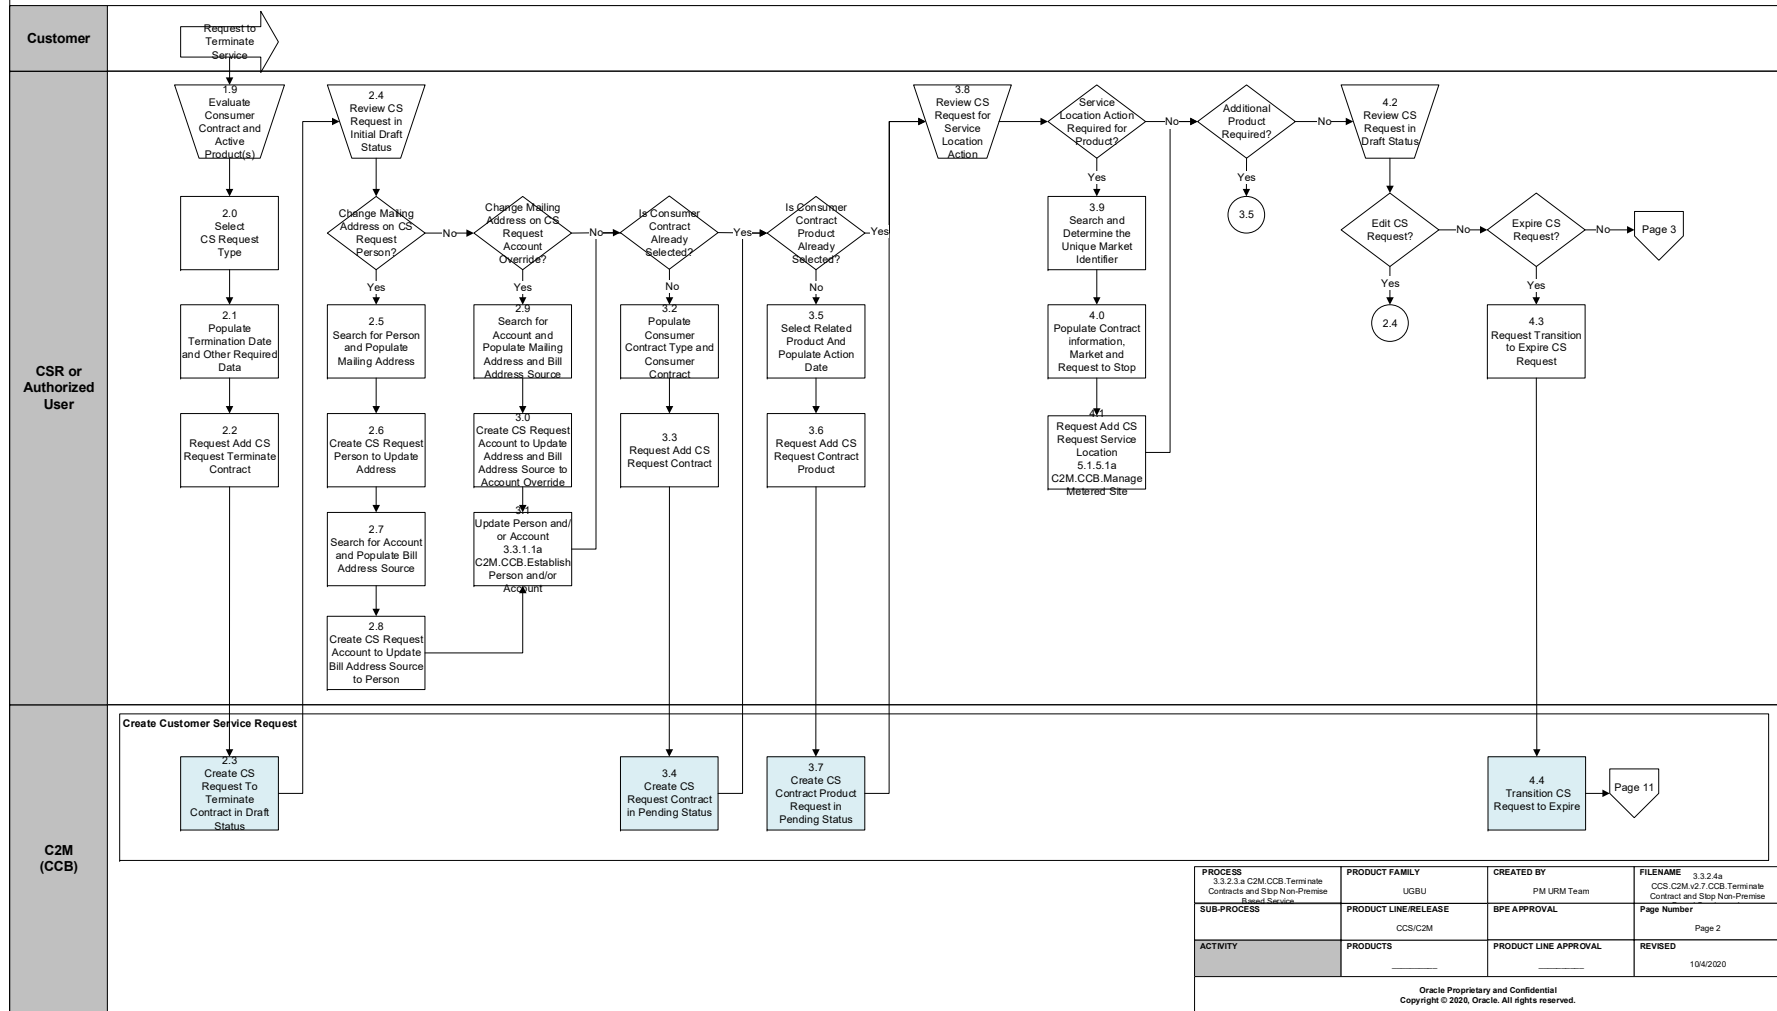 Customer
Request to
Terminate
Service
CSR or
Authorized
User
1.9
Evaluate
Consumer
Contract and
Active
Product(s)
2.0
Select
CS Request
Type
2.1
Populate
Termination Date
and Other Required
Data
2.2
Request Add CS
Request Terminate
Contract
2.4
Review CS
Request in
Initial Draft
Status
Change Mailing
Address on CS
Request
Person?
No
Yes
2.5
Search for Person
and Populate
Mailing Address
2.6
Create CS Request
Person to Update
Address
2.7
Search for Account
and Populate Bill
Address Source
2.8
Create CS Request
Account to Update
Bill Address Source
to Person
Change Mailing
Address on CS
Request
Account
Override?
No
Yes
2.9
Search for
Account and
Populate Mailing
Address and Bill
Address Source
3.0
Create CS Request
Account to Update
Address and Bill
Address Source to
Account Override
3.1
Update Person and/
or Account
3.3.1.1a
C2M.CCB.Establish
Person and/or
Account
Is Consumer
Contract
Already
Selected?
Yes
No
3.2
Populate
Consumer
Contract Type and
Consumer
Contract
3.3
Request Add CS
Request Contract
Is Consumer
Contract
Product
Already
Selected?
Yes
No
3.5
Select Related
Product And
Populate Action
Date
3.6
Request Add CS
Request Contract
Product
3.8
Review CS
Request for
Service
Location
Action
Service
Location Action
Required for
Product?
No
Yes
3.9
Search and
Determine the
Unique Market
Identifier
4.0
Populate Contract
information,
Market and
Request to Stop
4.1
Request Add CS
Request Service
Location
5.1.5.1a
C2M.CCB.Manage
Metered Site
Additional
Product
Required?
No
Yes
3.5
4.2
Review CS
Request in
Draft Status
Edit CS
Request?
No
Yes
2.4
Expire CS
Request?
No
Page 3
Yes
4.3
Request Transition
to Expire CS
Request
C2M
(CCB)
Create Customer Service Request
2.3
Create CS
Request To
Terminate
Contract in Draft
Status
3.4
Create CS
Request Contract
in Pending Status
3.7
Create CS
Contract Product
Request in
Pending Status
4.4
Transition CS
Request to Expire
Page 11
PROCESS
3.3.2.3.a C2M.CCB.Terminate
Contracts and Stop Non-Premise
Based Service
PRODUCT FAMILY
UGBU
CREATED BY
PM URM Team
FILENAME
3.3.2.4a
CCS.C2M.v2.7.CCB.Terminate
Contract and Stop Non-Premise
SUB-PROCESS
PRODUCT LINE/RELEASE
CCS/C2M
BPE APPROVAL
Page Number
Page 2
ACTIVITY
PRODUCTS
PRODUCT LINE APPROVAL
REVISED
10/4/2020
Oracle Proprietary and Confidential
Copyright © 2020, Oracle. All rights reserved.